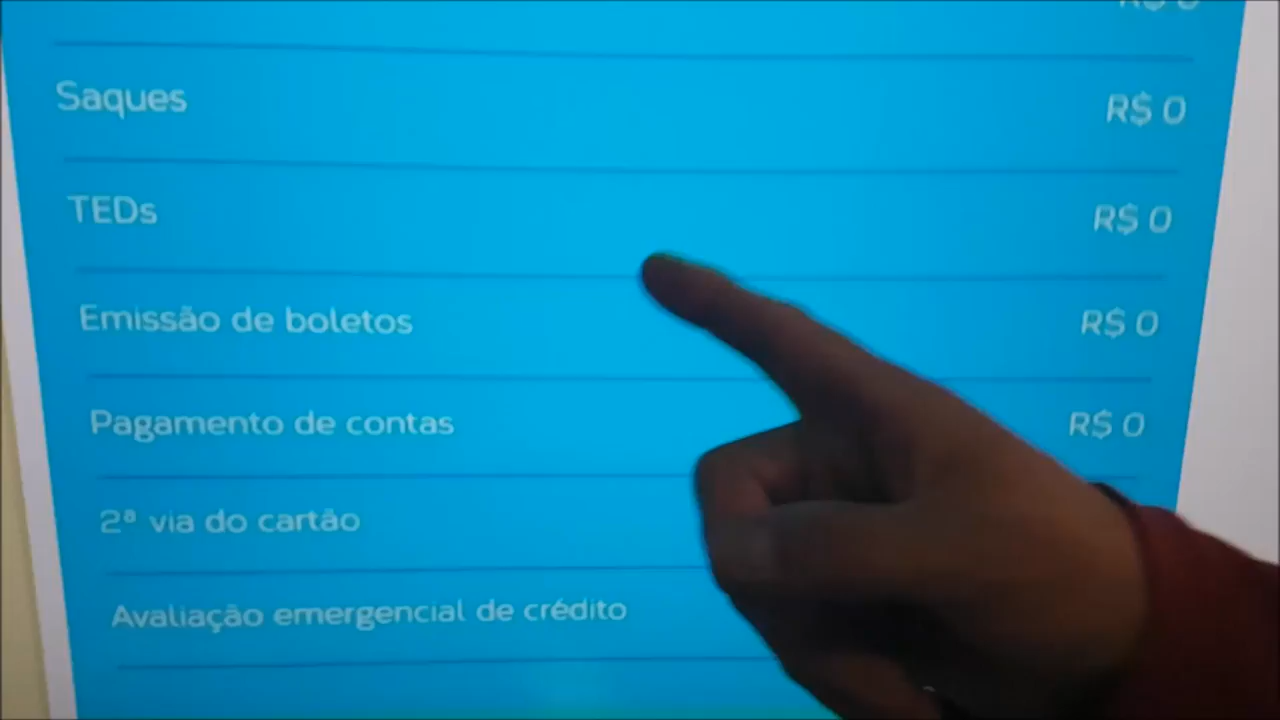 Saques R$ 0
TEDs R$ 0
Emissão de boletos R$ 0
Pagamento de contas R$ 0
2ª via do cartão
Avaliação emergencial de crédito